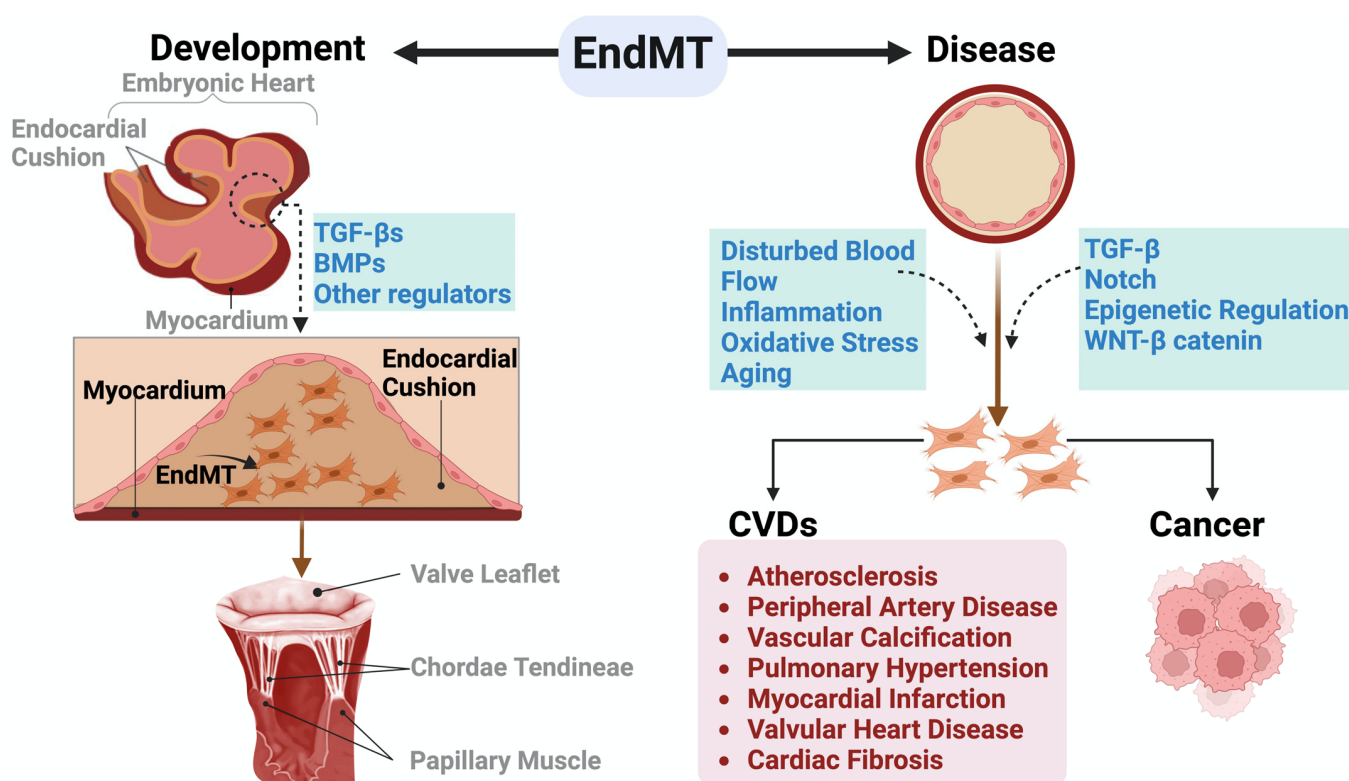 EndMT
Development
Disease
Embryonic Heart
Endocardial
Cushion
TGF-βs
BMPs
Other regulators
Myocardium
Myocardium
Endocardial
Cushion
EndMT
Valve Leaflet
Chordae Tendineae
Papillary Muscle
Disturbed Blood
Flow
Inflammation
Oxidative Stress
Aging
TGF-β
Notch
Epigenetic Regulation
WNT-β catenin
CVDs
• Atherosclerosis
• Peripheral Artery Disease
• Vascular Calcification
• Pulmonary Hypertension
• Myocardial Infarction
• Valvular Heart Disease
• Cardiac Fibrosis
Cancer